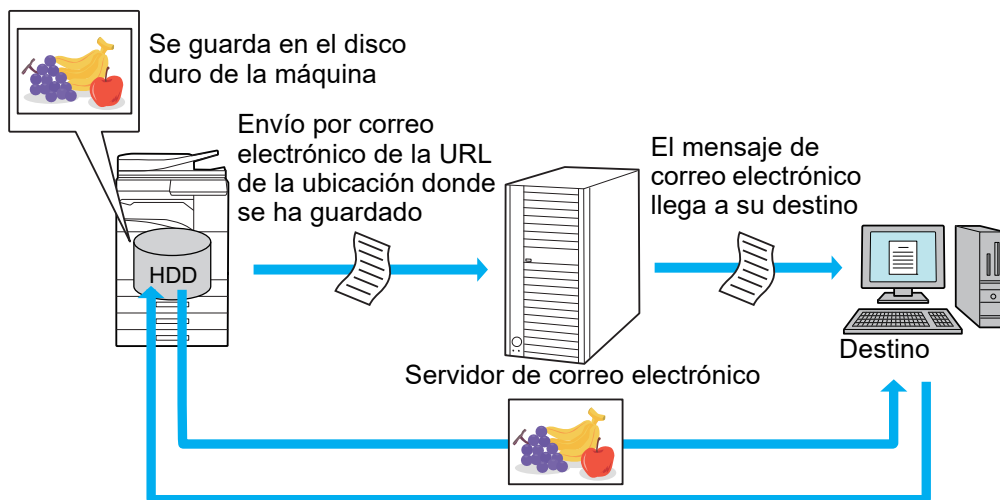 Se guarda en el disco
duro de la máquina
Envío por correo
electrónico de la URL
de la ubicación donde
se ha guardado
El mensaje de
correo electrónico
llega a su destino
HDD
Destino
Servidor de correo electrónico